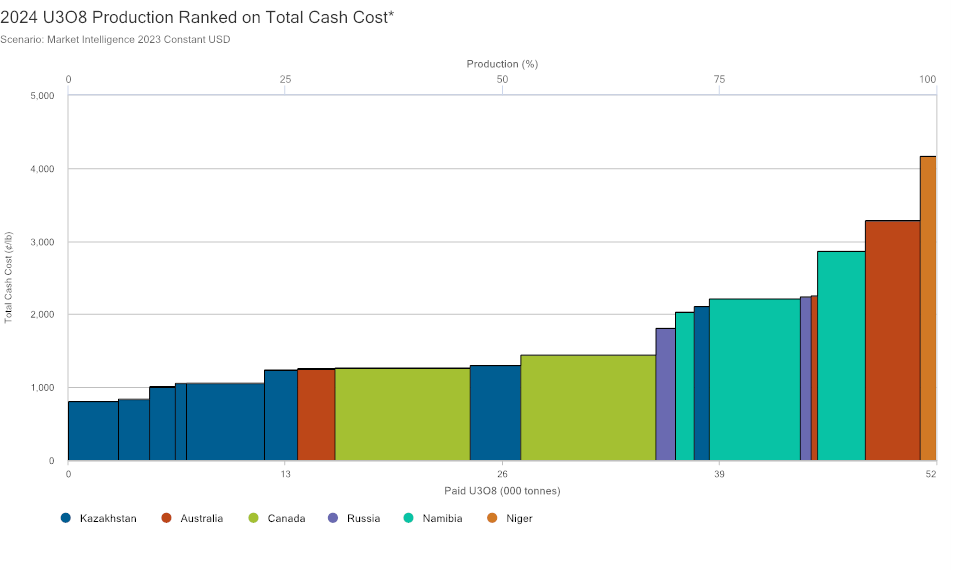 2024 U3O8 Production Ranked on Total Cash Cost*
Scenario: Market Intelligence 2023 Constant USD
Production (%)
0 25 50 75 100
5,000
4,000
3,000
2,000
1,000
0
Total Cash Cost (¢/lb)
0 13 26 39 52
Paid U3O8 (000 tonnes)
Kazakhstan Australia Canada Russia Namibia Niger